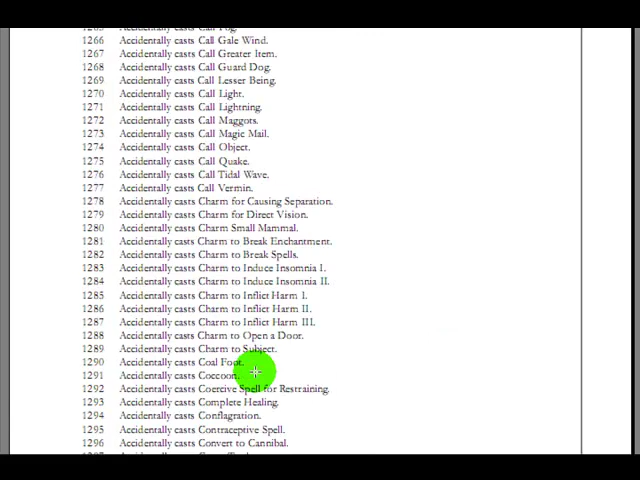 1265 Accidentally casts Call Fog.
1266 Accidentally casts Call Gale Wind.
1267 Accidentally casts Call Greater Item.
1268 Accidentally casts Call Guard Dog.
1269 Accidentally casts Call Lesser Being.
1270 Accidentally casts Call Light.
1271 Accidentally casts Call Lightning.
1272 Accidentally casts Call Maggots.
1273 Accidentally casts Call Magic Mail.
1274 Accidentally casts Call Object.
1275 Accidentally casts Call Quake.
1276 Accidentally casts Call Tidal Wave.
1277 Accidentally casts Call Vermin.
1278 Accidentally casts Charm for Causing Separation.
1279 Accidentally casts Charm for Direct Vision.
1280 Accidentally casts Charm Small Mammal.
1281 Accidentally casts Charm to Break Enchantment.
1282 Accidentally casts Charm to Break Spells.
1283 Accidentally casts Charm to Induce Insomnia I.
1284 Accidentally casts Charm to Induce Insomnia II.
1285 Accidentally casts Charm to Inflict Harm I.
1286 Accidentally casts Charm to Inflict Harm II.
1287 Accidentally casts Charm to Inflict Harm III.
1288 Accidentally casts Charm to Open a Door.
1289 Accidentally casts Charm to Subject.
1290 Accidentally casts Coal Foot.
1291 Accidentally casts Coccoon.
1292 Accidentally casts Coercive Spell for Restraining.
1293 Accidentally casts Complete Healing.
1294 Accidentally casts Conflagration.
1295 Accidentally casts Contraceptive Spell.
1296 Accidentally casts Convert to Cannibal.